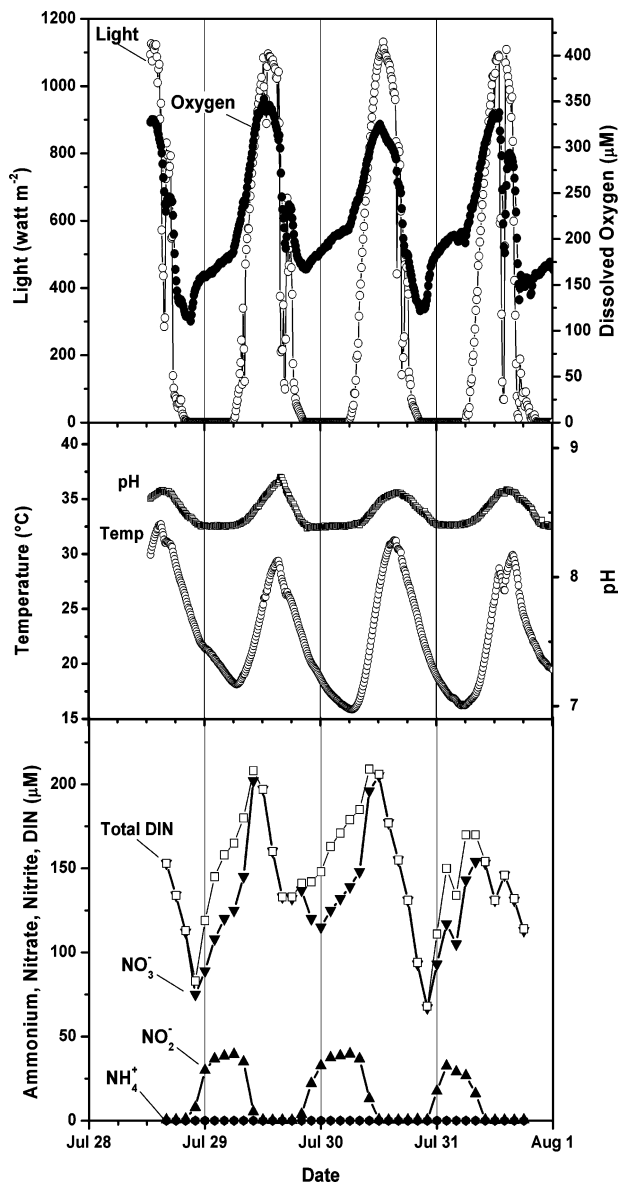 1200
1000
800
600
400
200
0
Light (watt m⁻²)
Light
Oxygen
400
350
300
250
200
150
100
50
0
Dissolved Oxygen (µM)
40
35
30
25
20
15
Temperature (°C)
pH
Temp
9
8
7
pH
200
150
100
50
0
Ammonium, Nitrate, Nitrite, DIN (µM)
Total DIN
NO₃⁻
NO₂⁻
NH₄⁺
Jul 28
Jul 29
Jul 30
Jul 31
Aug 1
Date